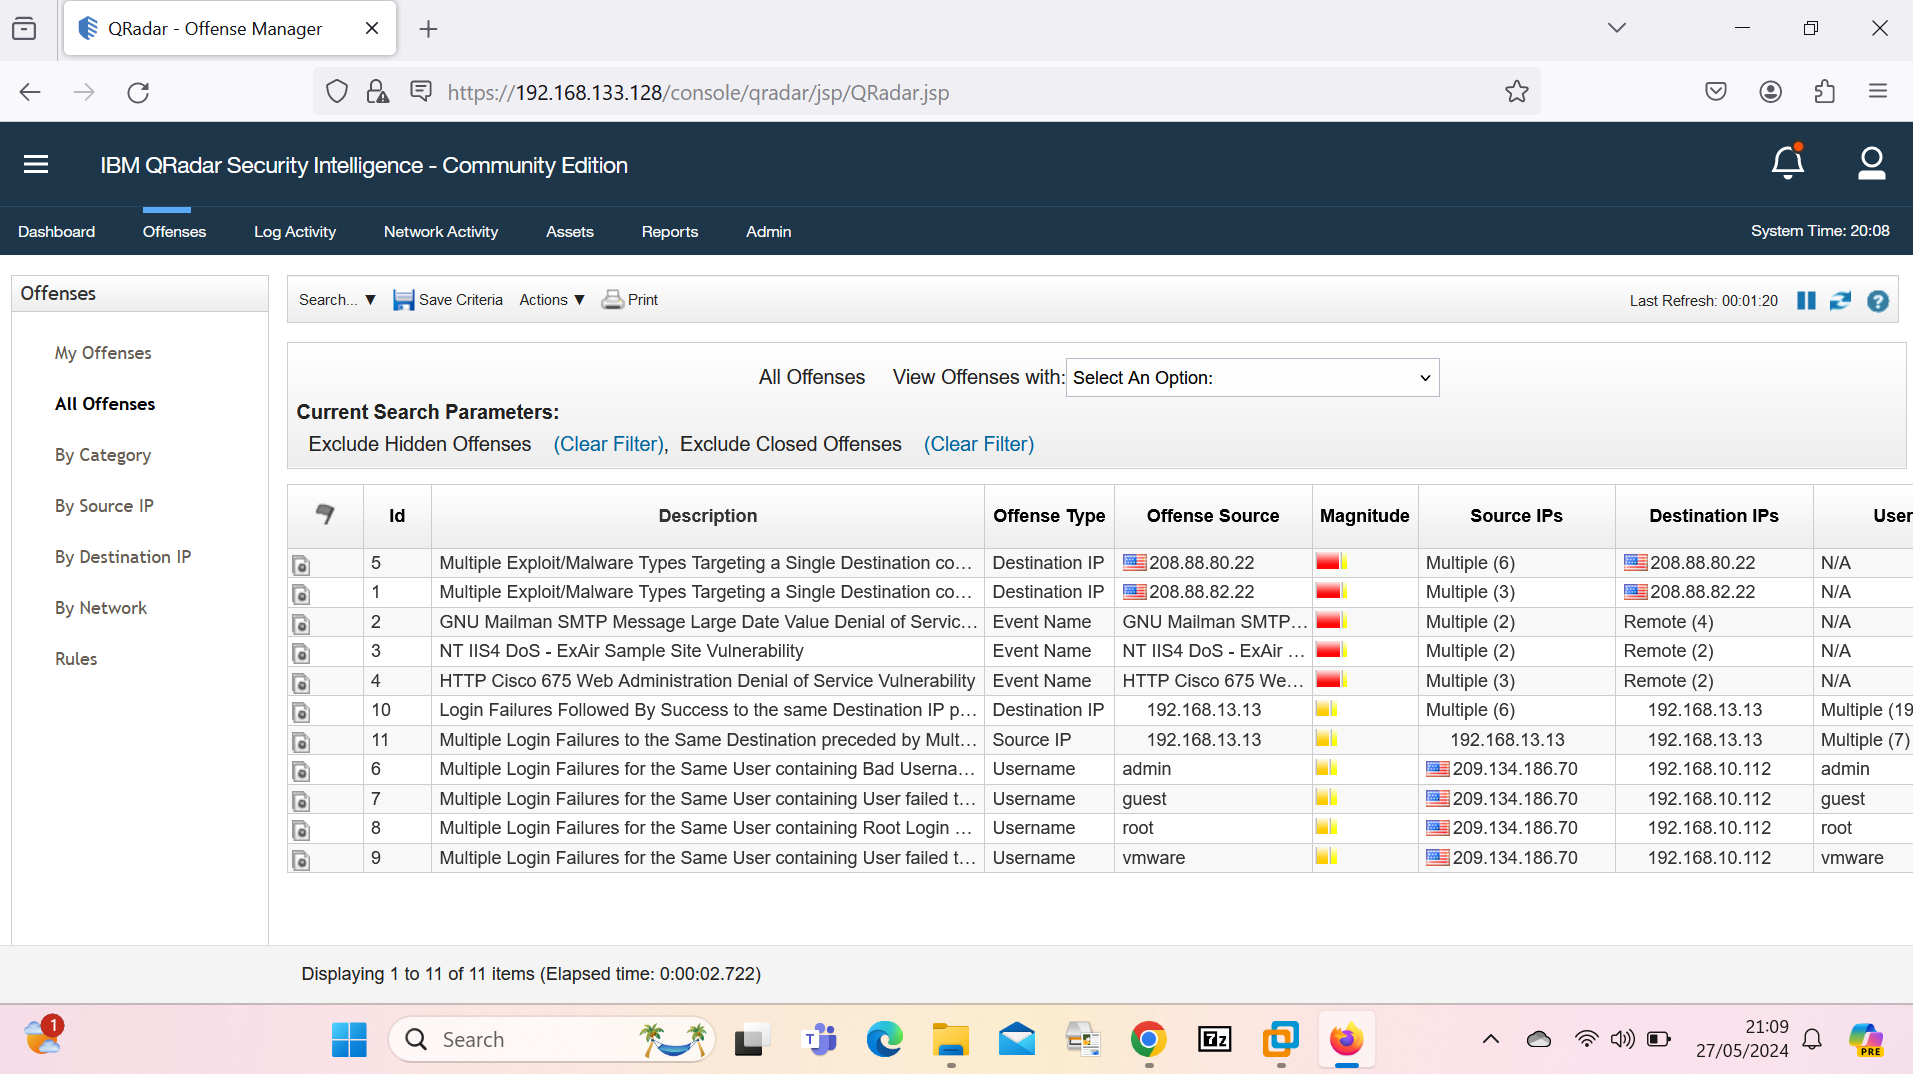 QRadar - Offense Manager
https://192.168.133.128/console/qradar/jsp/QRadar.jsp
IBM QRadar Security Intelligence - Community Edition
Dashboard Offenses Log Activity Network Activity Assets Reports Admin System Time: 20:08
Offenses
My Offenses
All Offenses
By Category
By Source IP
By Destination IP
By Network
Rules
Search... ▼ Save Criteria Actions ▼ Print Last Refresh: 00:01:20
All Offenses View Offenses with: Select An Option:
Current Search Parameters:
Exclude Hidden Offenses (Clear Filter), Exclude Closed Offenses (Clear Filter)
Id Description Offense Type Offense Source Magnitude Source IPs Destination IPs User
5 Multiple Exploit/Malware Types Targeting a Single Destination co... Destination IP 208.88.80.22 Multiple (6) 208.88.80.22 N/A
1 Multiple Exploit/Malware Types Targeting a Single Destination co... Destination IP 208.88.82.22 Multiple (3) 208.88.82.22 N/A
2 GNU Mailman SMTP Message Large Date Value Denial of Servic... Event Name GNU Mailman SMTP... Multiple (2) Remote (4) N/A
3 NT IIS4 DoS - ExAir Sample Site Vulnerability Event Name NT IIS4 DoS - ExAir ... Multiple (2) Remote (2) N/A
4 HTTP Cisco 675 Web Administration Denial of Service Vulnerability Event Name HTTP Cisco 675 We... Multiple (3) Remote (2) N/A
10 Login Failures Followed By Success to the same Destination IP p... Destination IP 192.168.13.13 Multiple (6) 192.168.13.13 Multiple (19
11 Multiple Login Failures to the Same Destination preceded by Mult... Source IP 192.168.13.13 192.168.13.13 192.168.13.13 Multiple (7)
6 Multiple Login Failures for the Same User containing Bad Userna... Username admin 209.134.186.70 192.168.10.112 admin
7 Multiple Login Failures for the Same User containing User failed t... Username guest 209.134.186.70 192.168.10.112 guest
8 Multiple Login Failures for the Same User containing Root Login ... Username root 209.134.186.70 192.168.10.112 root
9 Multiple Login Failures for the Same User containing User failed t... Username vmware 209.134.186.70 192.168.10.112 vmware
Displaying 1 to 11 of 11 items (Elapsed time: 0:00:02.722)
1
Search
7z
21:09
27/05/2024
PRE